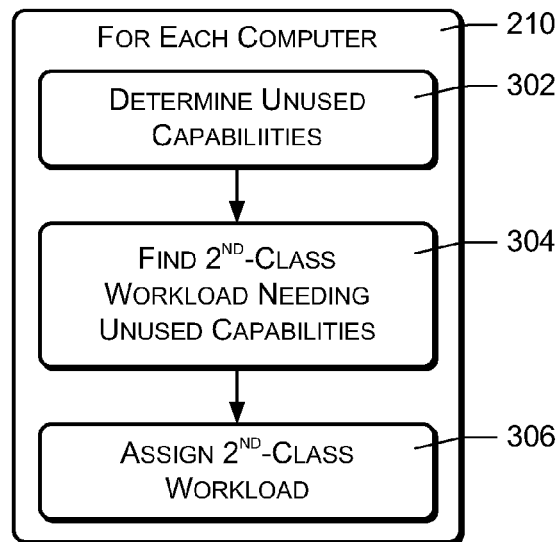 FOR EACH COMPUTER
210
DETERMINE UNUSED
CAPABILIITIES
302
FIND 2ND-CLASS
WORKLOAD NEEDING
UNUSED CAPABILITIES
304
ASSIGN 2ND-CLASS
WORKLOAD
306